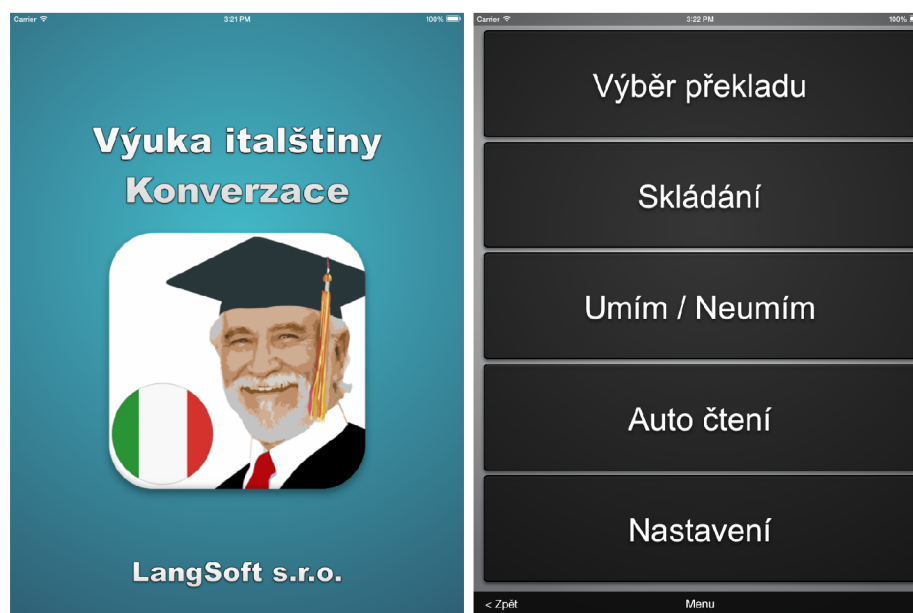 Carrier 3:21 PM 100%
Výuka italštiny
Konverzace
LangSoft s.r.o.
Carrier 3:22 PM 100%
Výběr překladu
Skládání
Umím / Neumím
Auto čtení
Nastavení
< Zpět Menu